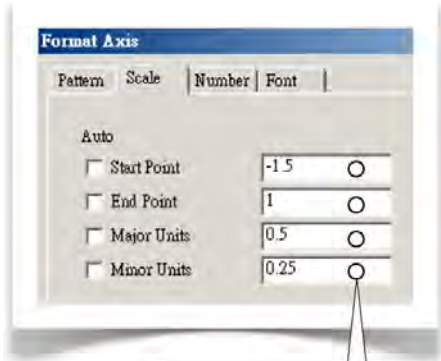 Format Axis
Pattern Scale Number Font
Auto
Start Point -1.5
End Point 1
Major Units 0.5
Minor Units 0.25